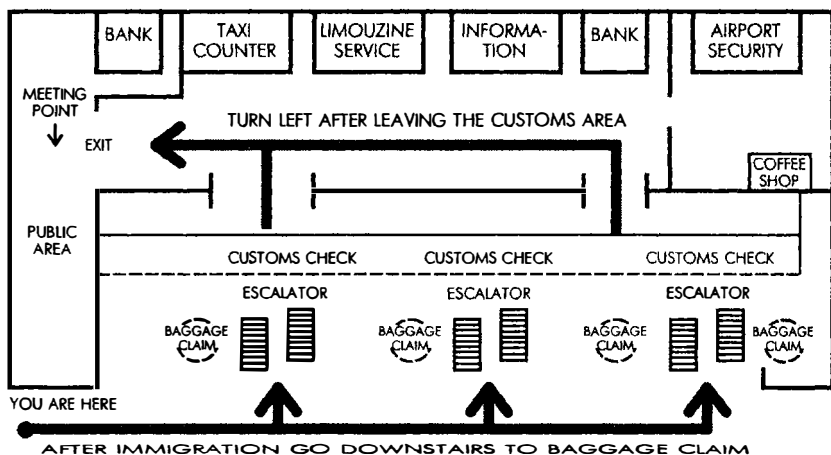 BANK
TAXI
COUNTER
LIMOUZINE
SERVICE
INFORMA-
TION
BANK
AIRPORT
SECURITY
MEETING
POINT
TURN LEFT AFTER LEAVING THE CUSTOMS AREA
EXIT
COFFEE
SHOP
PUBLIC
AREA
CUSTOMS CHECK
CUSTOMS CHECK
CUSTOMS CHECK
ESCALATOR
ESCALATOR
ESCALATOR
BAGGAGE
CLAIM
BAGGAGE
CLAIM
BAGGAGE
CLAIM
BAGGAGE
CLAIM
YOU ARE HERE
AFTER IMMIGRATION GO DOWNSTAIRS TO BAGGAGE CLAIM